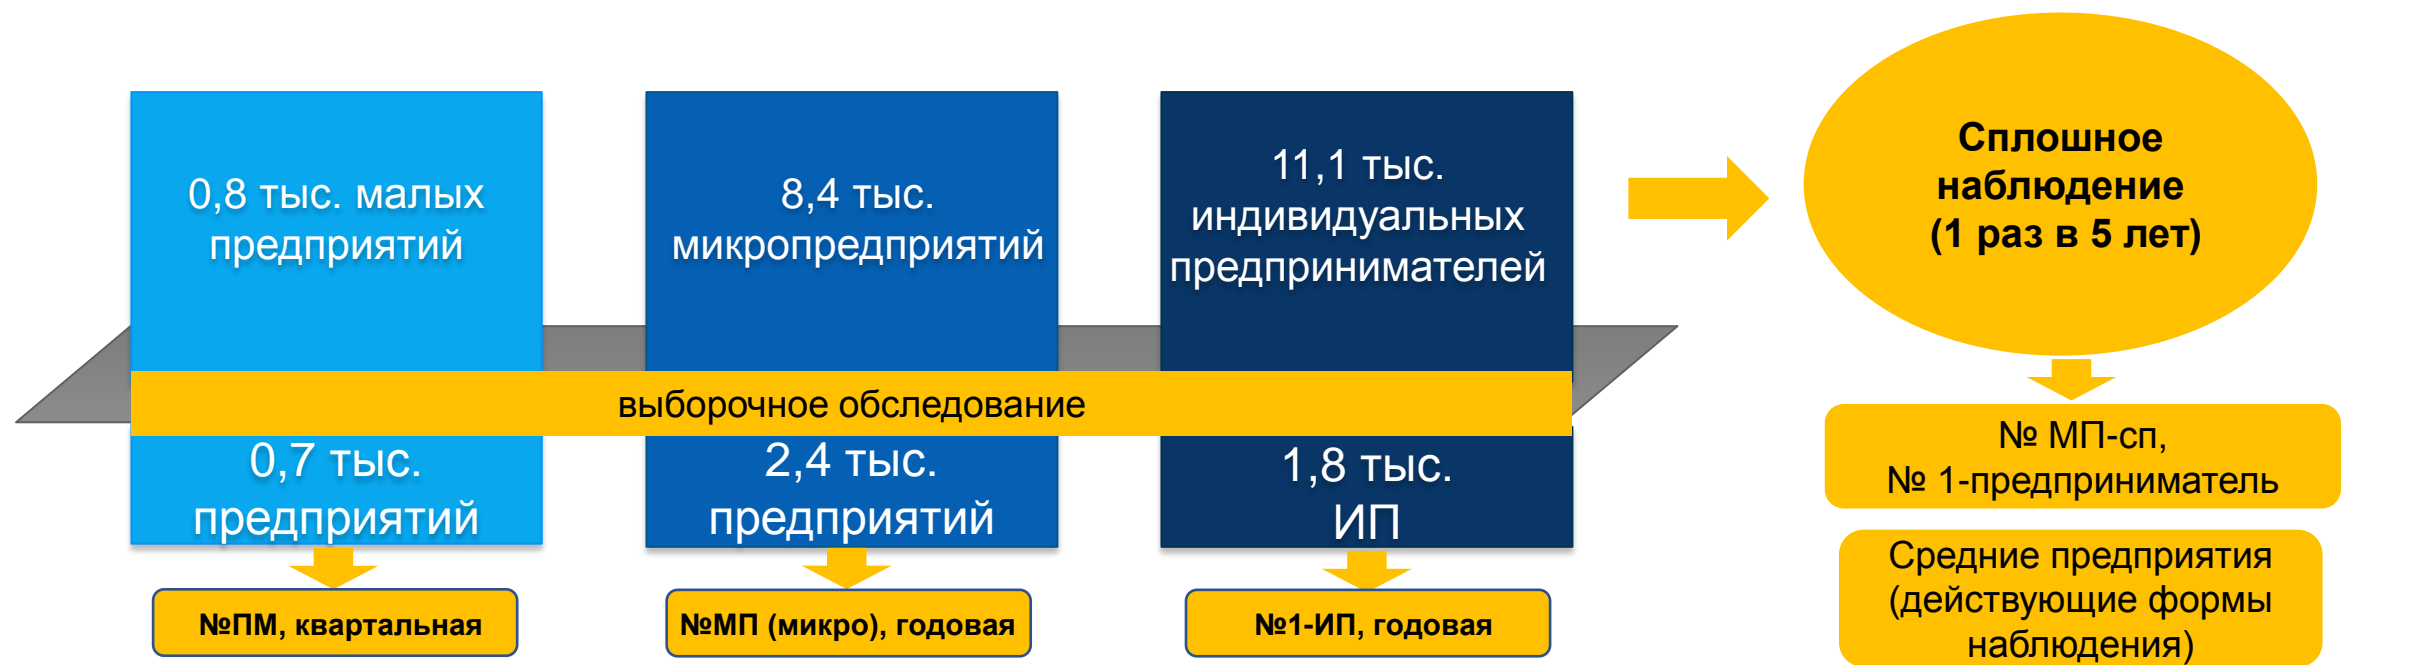 0,8 тыс. малых
предприятий
8,4 тыс.
микропредприятий
11,1 тыс.
индивидуальных
предпринимателей
Сплошное
наблюдение
(1 раз в 5 лет)
выборочное обследование
0,7 тыс.
предприятий
2,4 тыс.
предприятий
1,8 тыс.
ИП
№ МП-сп,
№ 1-предприниматель
Средние предприятия
(действующие формы
наблюдения)
№ПМ, квартальная
№МП (микро), годовая
№1-ИП, годовая